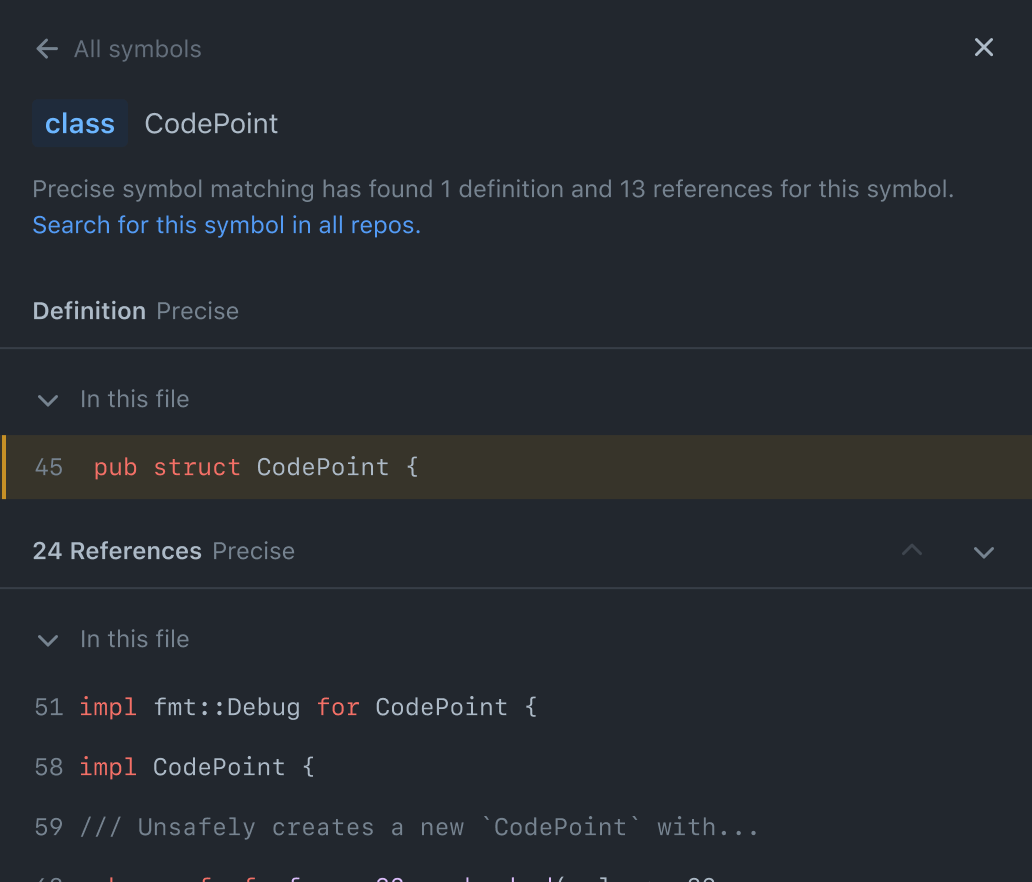 ← All symbols
class CodePoint
Precise symbol matching has found 1 definition and 13 references for this symbol.
Search for this symbol in all repos.
Definition Precise
In this file
45 pub struct CodePoint {
24 References Precise
In this file
51 impl fmt::Debug for CodePoint {
58 impl CodePoint {
59 /// Unsafely creates a new `CodePoint` with...